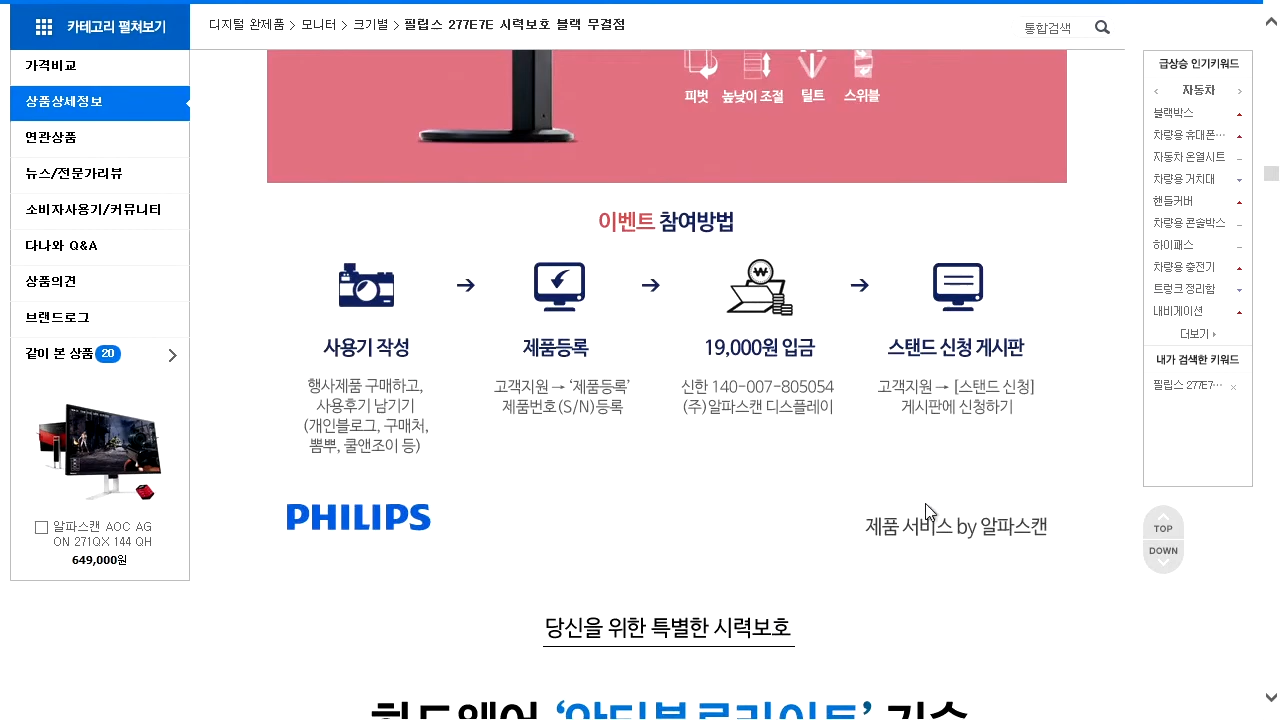 카테고리 펼쳐보기
디지털 완제품 > 모니터 > 크기별 > 필립스 277E7E 시력보호 블랙 무결점
통합검색
가격비교
상품상세정보
연관상품
뉴스/전문가리뷰
소비자사용기/커뮤니티
다나와 Q&A
상품의견
브랜드로그
같이 본 상품 20
알파스캔 AOC AG
ON 271QX 144 QH
649,000원
피벗 높낮이 조절 틸트 스위블
이벤트 참여방법
사용기 작성
행사제품 구매하고,
사용후기 남기기
(개인블로그, 구매처,
뽐뿌, 쿨앤조이 등)
제품등록
고객지원 → ‘제품등록’
제품번호(S/N)등록
19,000원 입금
신한 140-007-805054
(주)알파스캔 디스플레이
스탠드 신청 게시판
고객지원 → [스탠드 신청]
게시판에 신청하기
PHILIPS
제품 서비스 by 알파스캔
당신을 위한 특별한 시력보호
하드웨어 ‘안티블루라이트’ 기술
급상승 인기키워드
자동차
블랙박스
차량용 휴대폰…
자동차 온열시트
차량용 거치대
핸들커버
차량용 콘솔박스
하이패스
차량용 충전기
트렁크 정리함
내비게이션
더보기
내가 검색한 키워드
필립스 277E7…
TOP
DOWN